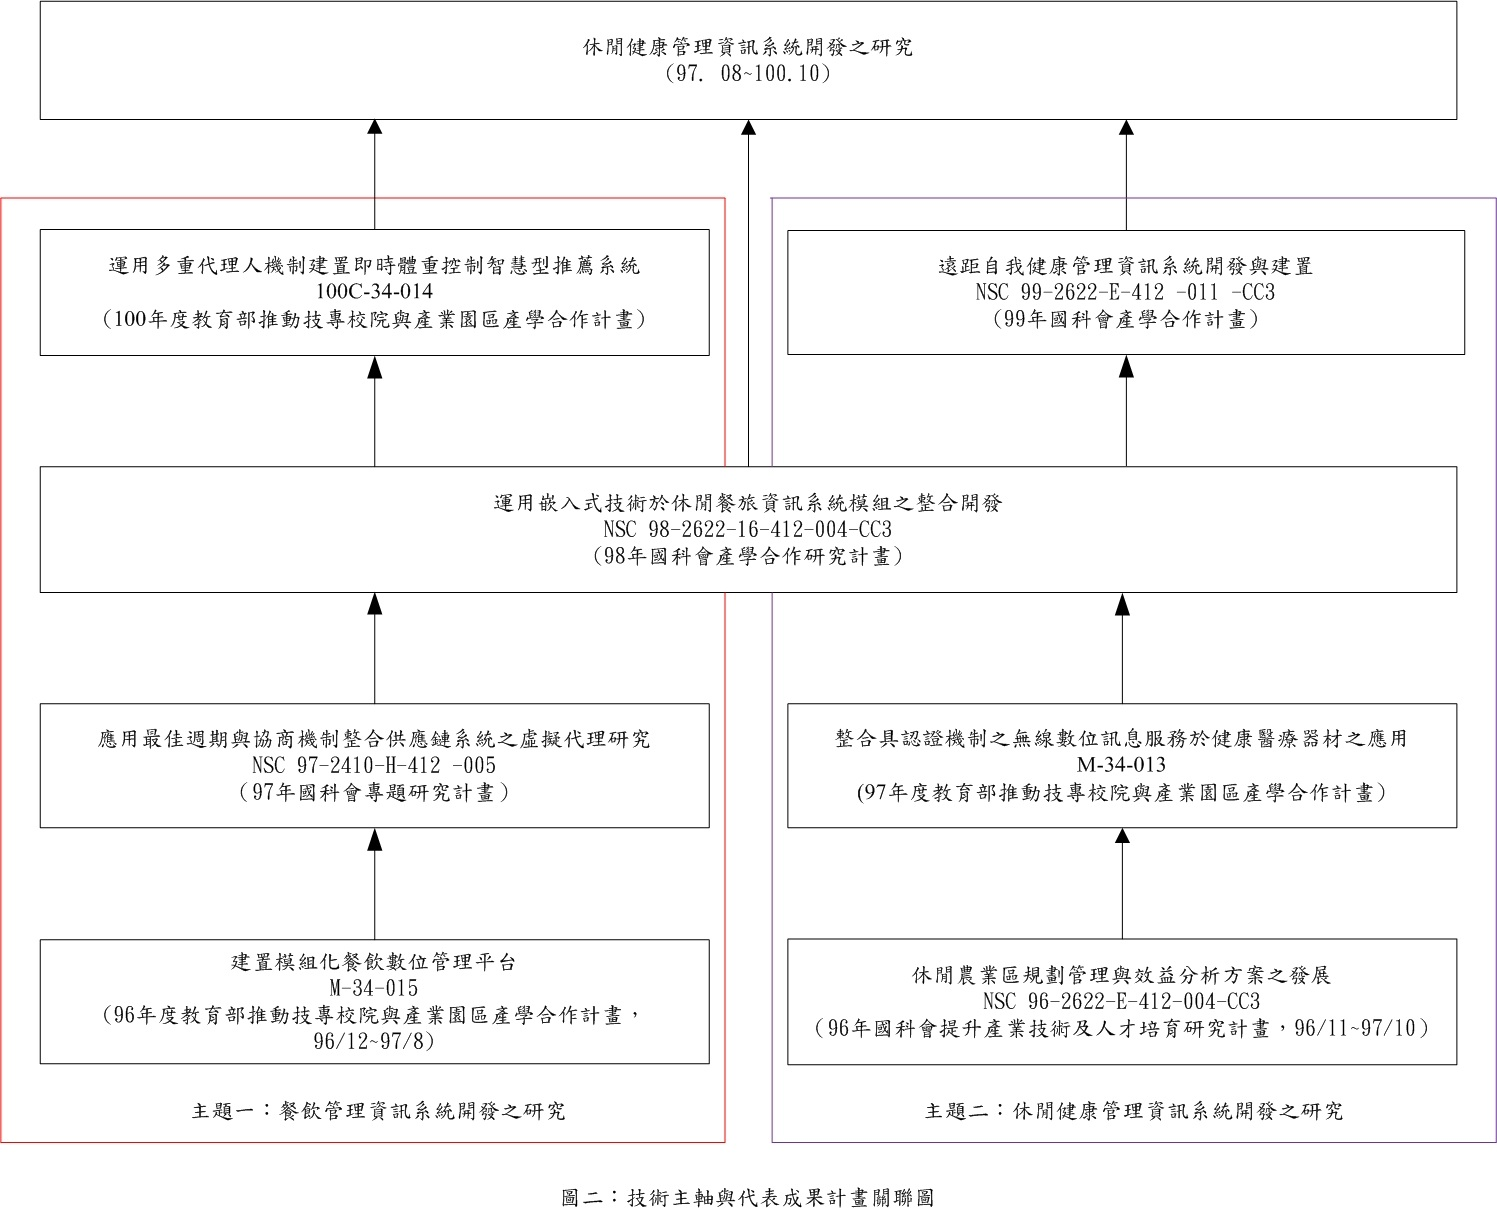 休閒健康管理資訊系統開發之研究
（97. 08~100.10）
運用多重代理人機制建置即時體重控制智慧型推薦系統
100C-34-014
（100年度教育部推動技專校院與產業園區產學合作計畫）
遠距自我健康管理資訊系統開發與建置
NSC 99-2622-E-412 -011 -CC3
（99年國科會產學合作計畫）
運用嵌入式技術於休閒餐旅資訊系統模組之整合開發
NSC 98-2622-16-412-004-CC3
（98年國科會產學合作研究計畫）
應用最佳週期與協商機制整合供應鏈系統之虛擬代理研究
NSC 97-2410-H-412 -005
（97年國科會專題研究計畫）
整合具認證機制之無線數位訊息服務於健康醫療器材之應用
M-34-013
(97年度教育部推動技專校院與產業園區產學合作計畫）
建置模組化餐飲數位管理平台
M-34-015
（96年度教育部推動技專校院與產業園區產學合作計畫，
96/12~97/8）
休閒農業區規劃管理與效益分析方案之發展
NSC 96-2622-E-412-004-CC3
（96年國科會提升產業技術及人才培育研究計畫，96/11~97/10）
主題一：餐飲管理資訊系統開發之研究
主題二：休閒健康管理資訊系統開發之研究
圖二：技術主軸與代表成果計畫關聯圖